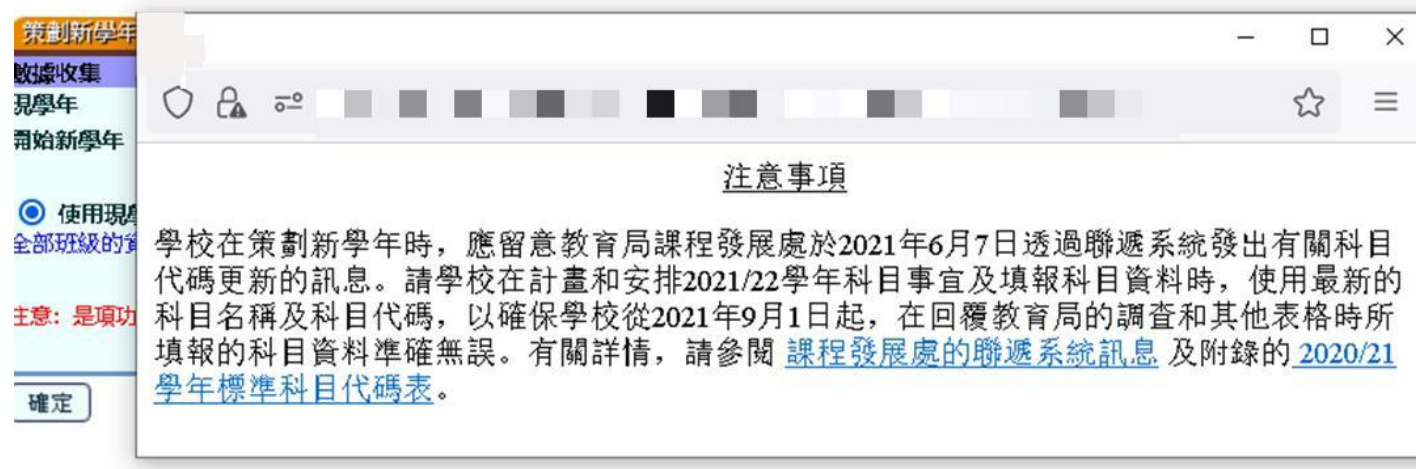 策劃新學年
數據收集
現學年
開始新學年
使用現學
全部班級的資
注意: 是項功
確定
注意事項
學校在策劃新學年時，應留意教育局課程發展處於2021年6月7日透過聯遞系統發出有關科目
代碼更新的訊息。請學校在計畫和安排2021/22學年科目事宜及填報科目資料時，使用最新的
科目名稱及科目代碼，以確保學校從2021年9月1日起，在回覆教育局的調查和其他表格時所
填報的科目資料準確無誤。有關詳情，請參閱 課程發展處的聯遞系統訊息 及附錄的 2020/21
學年標準科目代碼表。